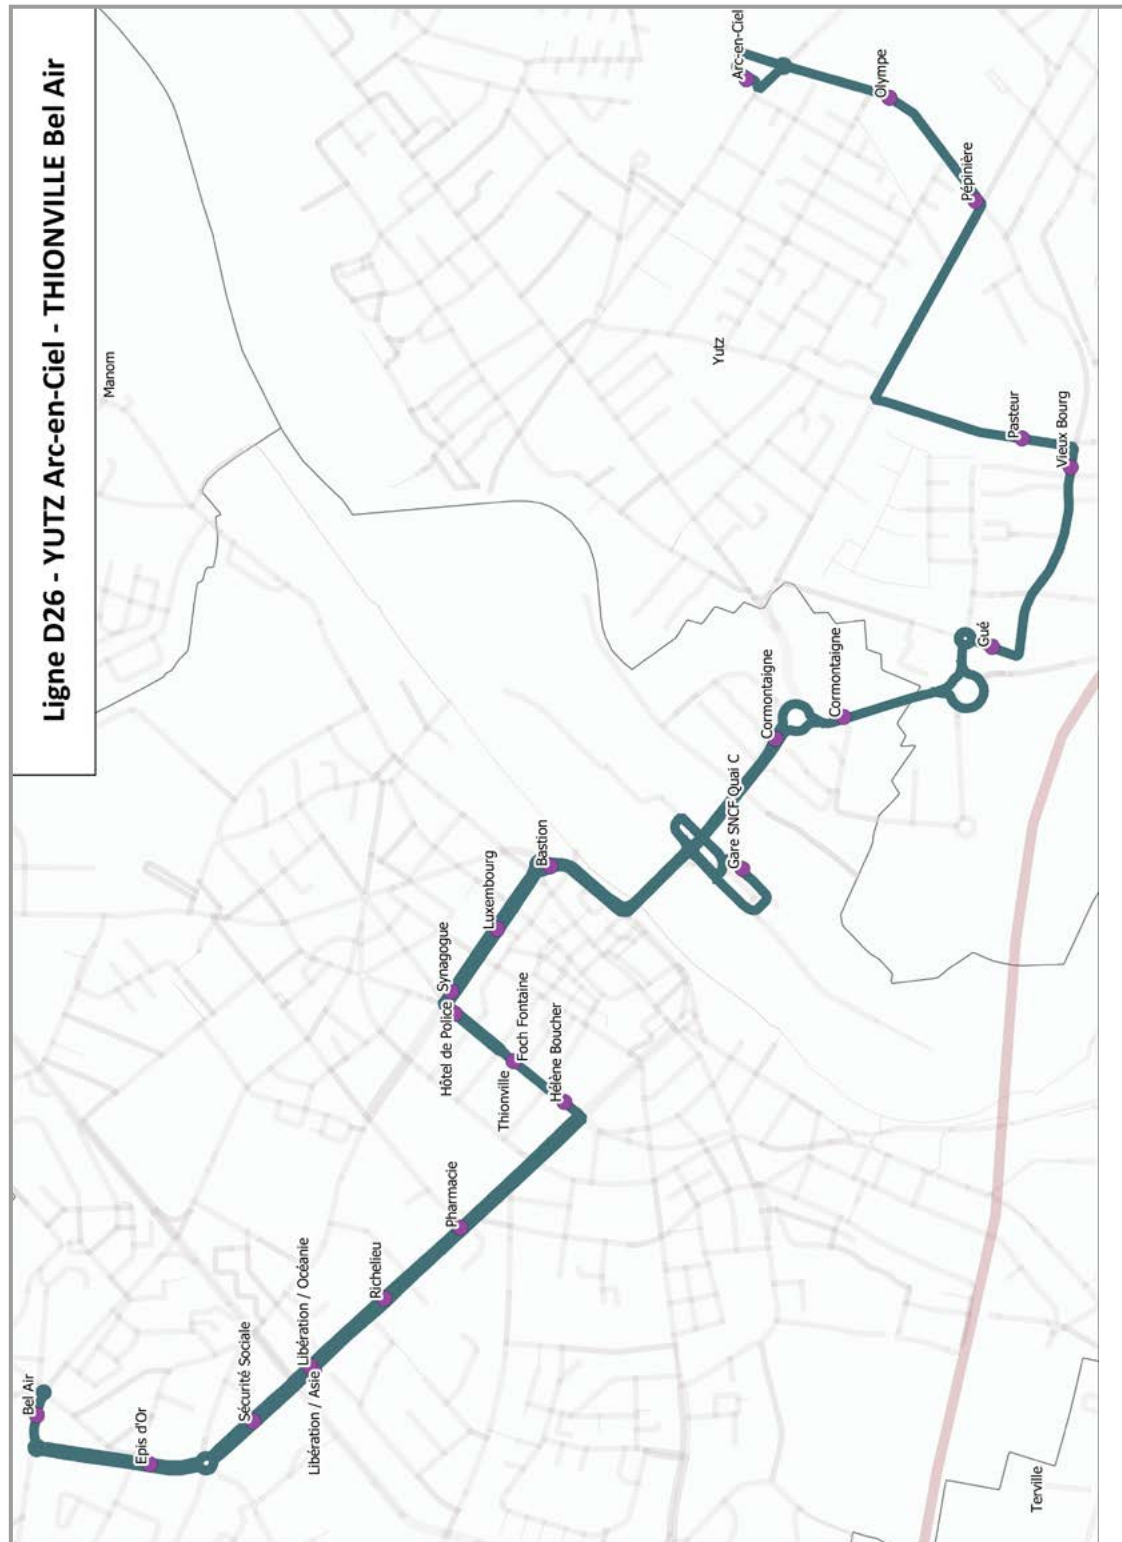 Ligne D26 - YUTZ Arc-en-Ciel - THIONVILLE Bel Air
Manom
Bel Air
Epis d'Or
Sécurité Sociale
Libération / Asie
Libération / Océanie
Richelieu
Pharmacie
Hélène Boucher
Thionville
Foch Fontaine
Hôtel de Police
Synagogue
Luxembourg
Bastion
Gare SNCF Quai C
Cormontaigne
Cormontaigne
Gué
Vieux Bourg
Pasteur
Yutz
Pépinière
Olympe
Arc-en-Ciel
Terville